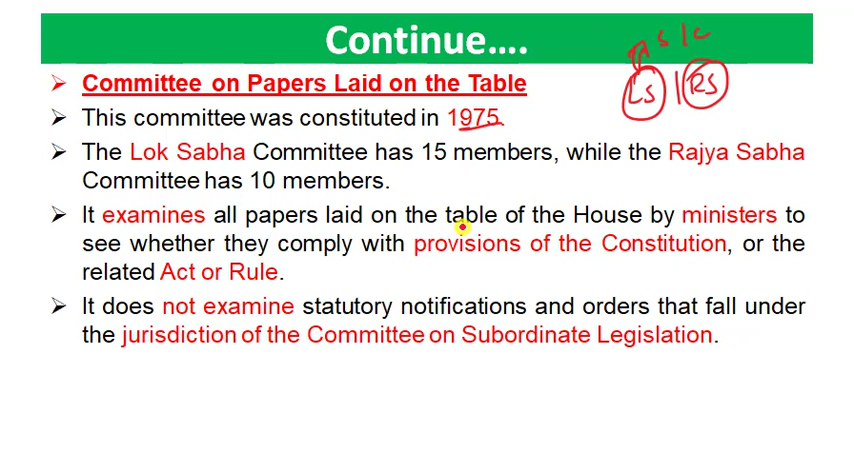 Continue....
S / C
LS | RS
➤ Committee on Papers Laid on the Table
➤ This committee was constituted in 1975.
➤ The Lok Sabha Committee has 15 members, while the Rajya Sabha
Committee has 10 members.
➤ It examines all papers laid on the table of the House by ministers to
see whether they comply with provisions of the Constitution, or the
related Act or Rule.
➤ It does not examine statutory notifications and orders that fall under
the jurisdiction of the Committee on Subordinate Legislation.